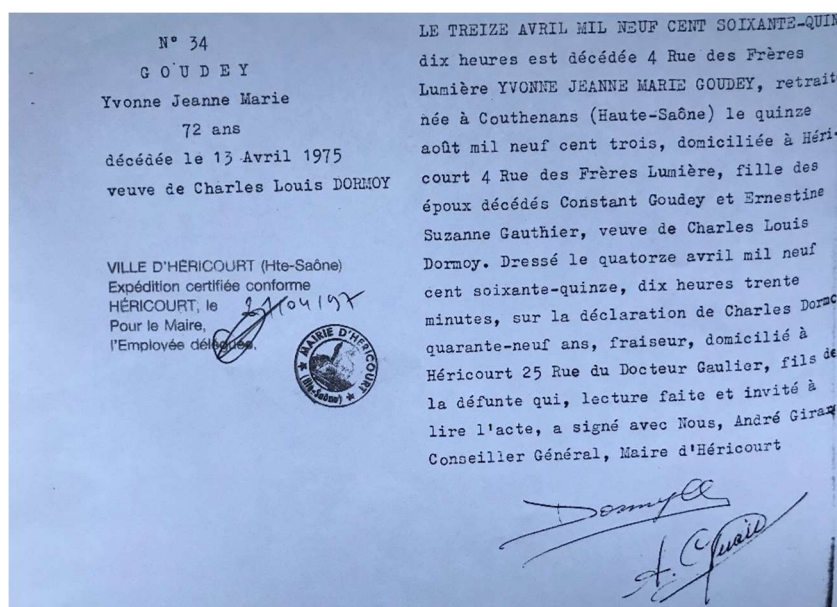 N° 34
GOUDEY
Yvonne Jeanne Marie
72 ans
décédée le 13 Avril 1975
veuve de Charles Louis DORMOY
VILLE D'HÉRICOURT (Hte-Saône)
Expédition certifiée conforme
HÉRICOURT, le 21/04/97
Pour le Maire,
l'Employée déléguée,
MAIRIE D'HÉRICOURT
(Hte-Saône)
LE TREIZE AVRIL MIL NEUF CENT SOIXANTE-QUIN
dix heures est décédée 4 Rue des Frères
Lumière YVONNE JEANNE MARIE GOUDEY, retrait
née à Couthenans (Haute-Saône) le quinze
août mil neuf cent trois, domiciliée à Héri-
court 4 Rue des Frères Lumière, fille des
époux décédés Constant Goudey et Ernestine
Suzanne Gauthier, veuve de Charles Louis
Dormoy. Dressé le quatorze avril mil neuf
cent soixante-quinze, dix heures trente
minutes, sur la déclaration de Charles Dormo
quarante-neuf ans, fraiseur, domicilié à
Héricourt 25 Rue du Docteur Gaulier, fils de
la défunte qui, lecture faite et invité à
lire l'acte, a signé avec Nous, André Girar
Conseiller Général, Maire d'Héricourt